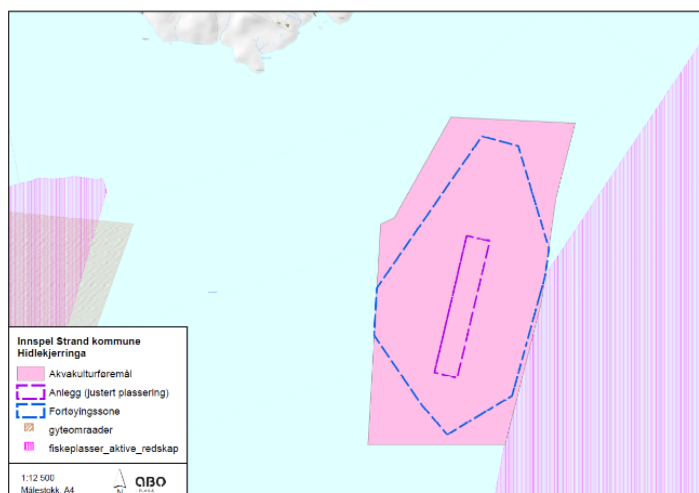 Innspel Strand kommune
Hidlekjerringa
Akvakulturføremål
Anlegg (justert plassering)
Fortøyingssone
gyteomraader
fiskeplasser_aktive_redskap
1:12 500
Målestokk, A4
N
ABO